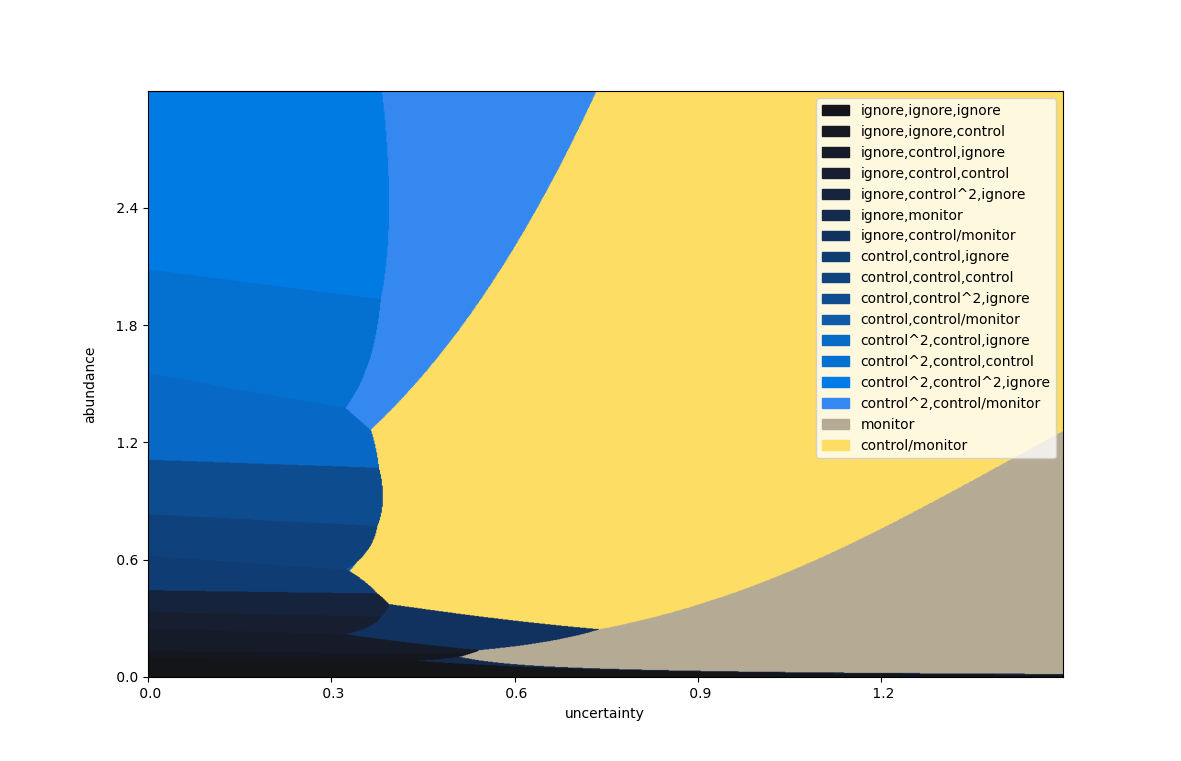 ignore,ignore,ignore
ignore,ignore,control
ignore,control,ignore
ignore,control,control
ignore,control^2,ignore
ignore,monitor
ignore,control/monitor
control,control,ignore
control,control,control
control,control^2,ignore
control,control/monitor
control^2,control,ignore
control^2,control,control
control^2,control^2,ignore
control^2,control/monitor
monitor
control/monitor
2.4
1.8
1.2
0.6
0.0
abundance
0.0 0.3 0.6 0.9 1.2
uncertainty